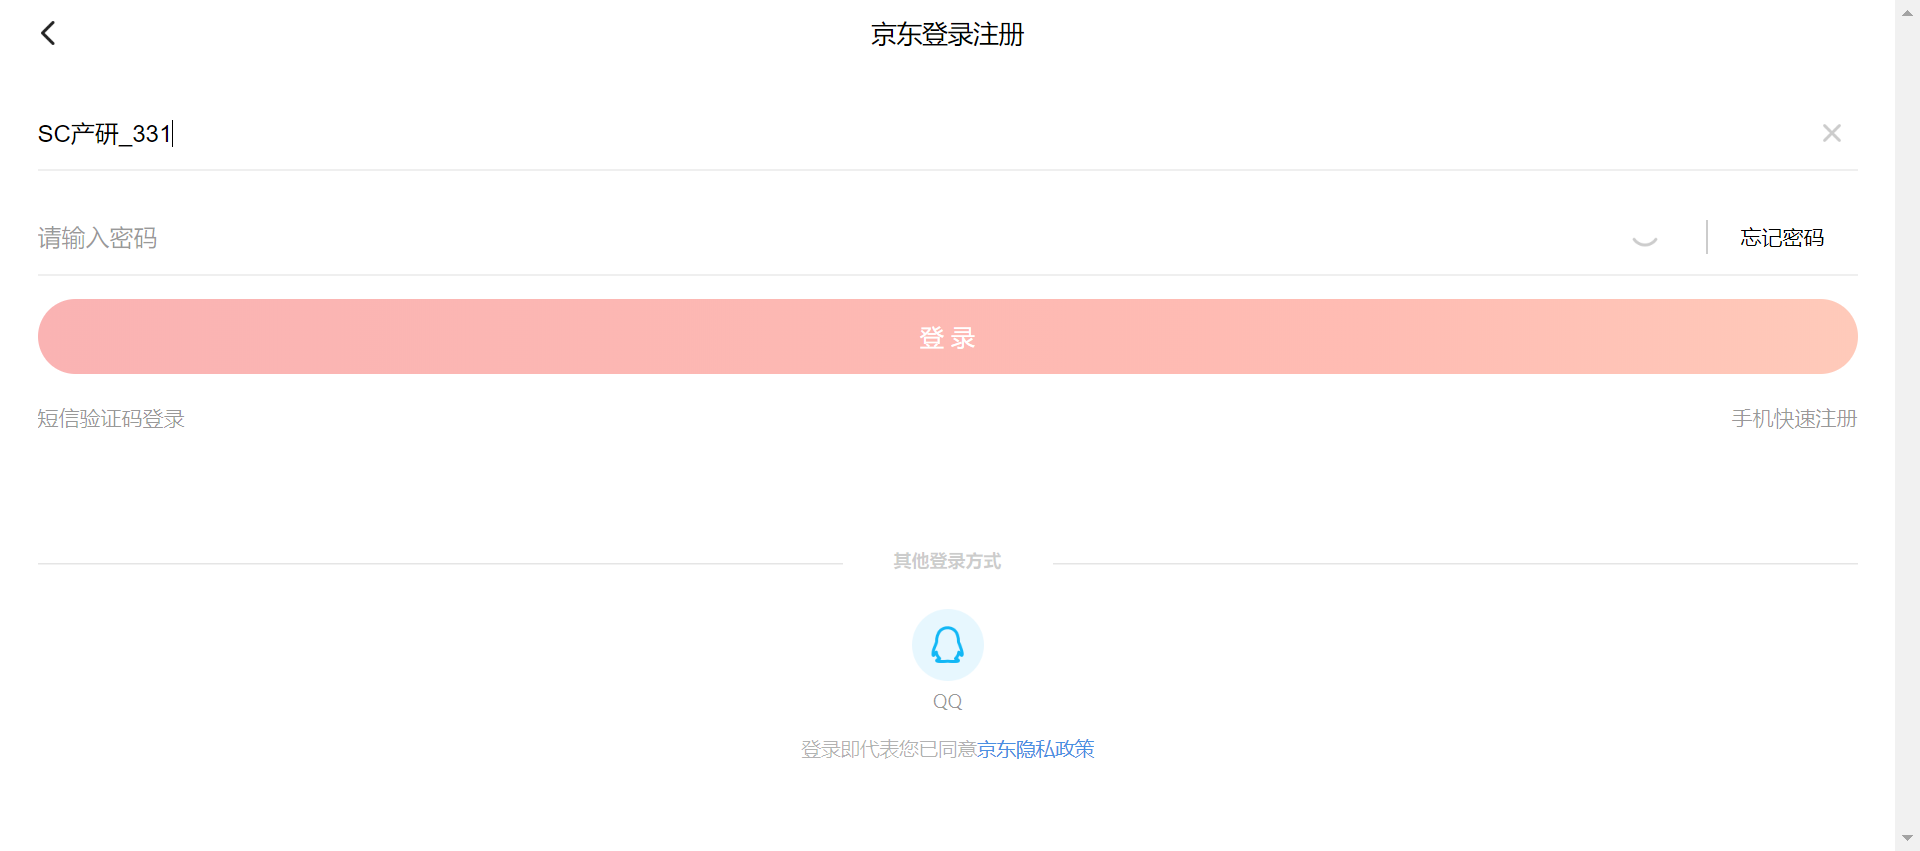 京东登录注册
SC产研_331
请输入密码
忘记密码
登录
短信验证码登录
手机快速注册
其他登录方式
QQ
登录即代表您已同意京东隐私政策